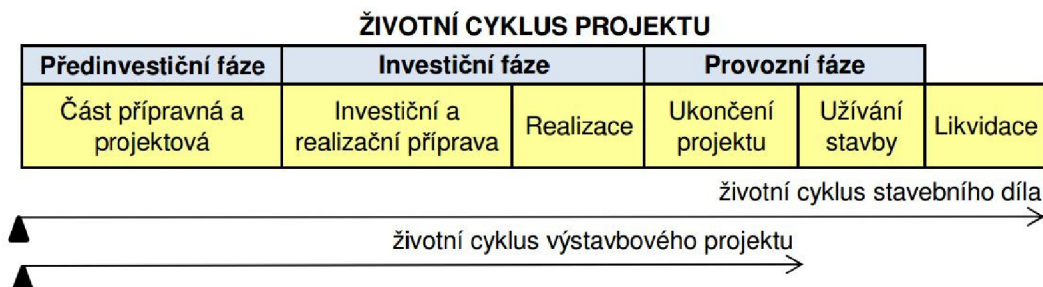 ŽIVOTNÍ CYKLUS PROJEKTU
Předinvestiční fáze Investiční fáze Provozní fáze
Část přípravná a projektová
Investiční a realizační příprava
Realizace
Ukončení projektu
Užívání stavby
Likvidace
životní cyklus stavebního díla
životní cyklus výstavbového projektu